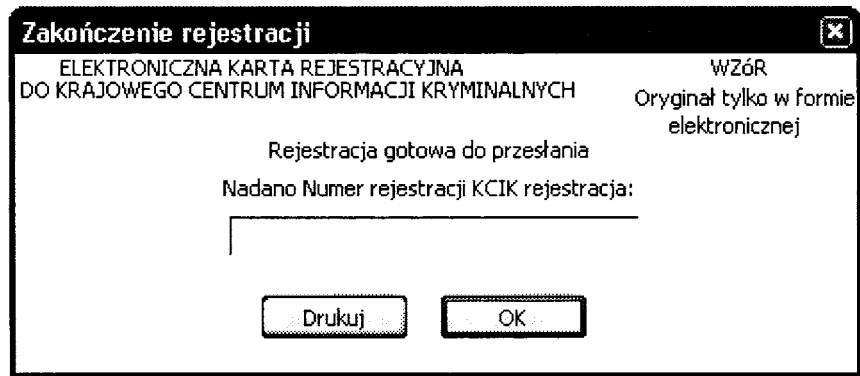 Zakończenie rejestracji
ELEKTRONICZNA KARTA REJESTRACYJNA
DO KRAJOWEGO CENTRUM INFORMACJI KRYMINALNYCH
WZóR
Oryginał tylko w formie
elektronicznej
Rejestracja gotowa do przesłania
Nadano Numer rejestracji KCIK rejestracja:
Drukuj
OK